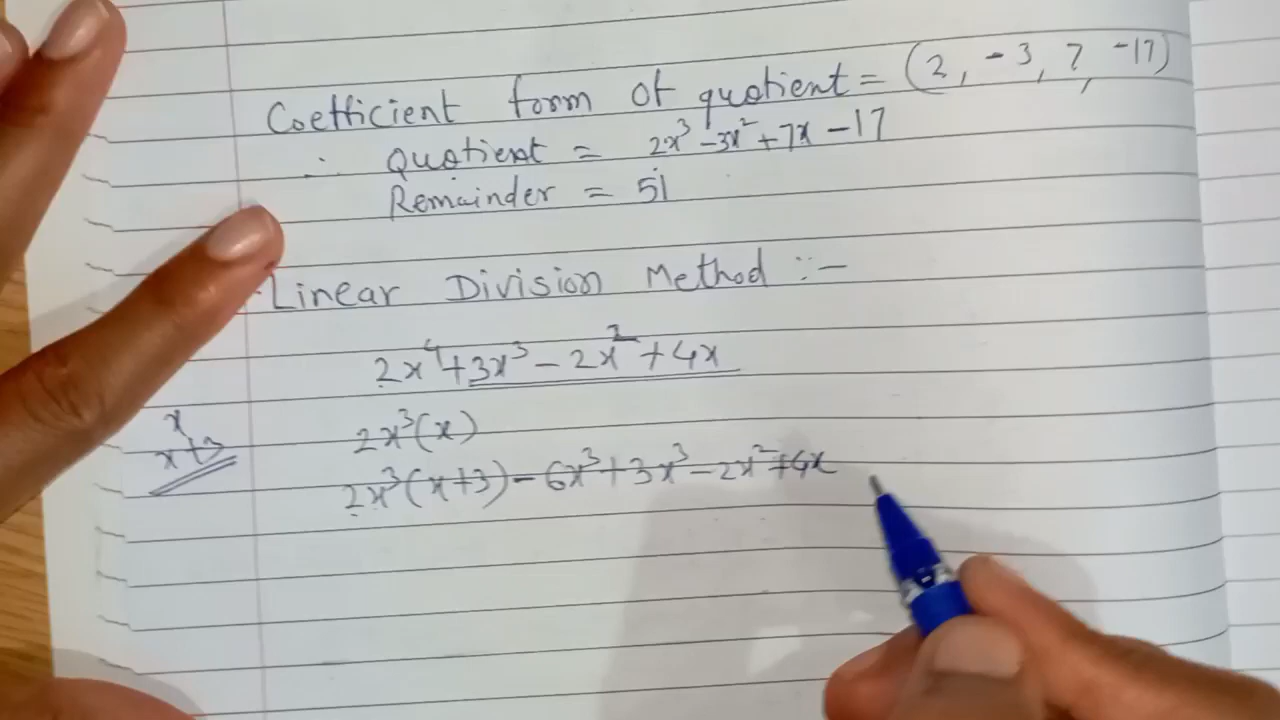 Coefficient form of quotient = (2, -3, 7, -17)
∴ Quotient = 2x³ -3x² +7x -17
Remainder = 51
Linear Division Method :-
2x⁴+3x³ - 2x² + 4x
2x³(x)
x
x+3
2x³(x+3) - 6x³ + 3x³ - 2x² + 4x